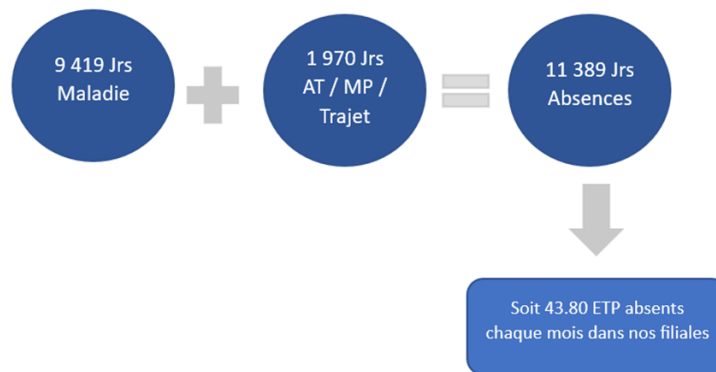 9 419 Jrs
Maladie
1 970 Jrs
AT / MP /
Trajet
11 389 Jrs
Absences
Soit 43.80 ETP absents
chaque mois dans nos filiales